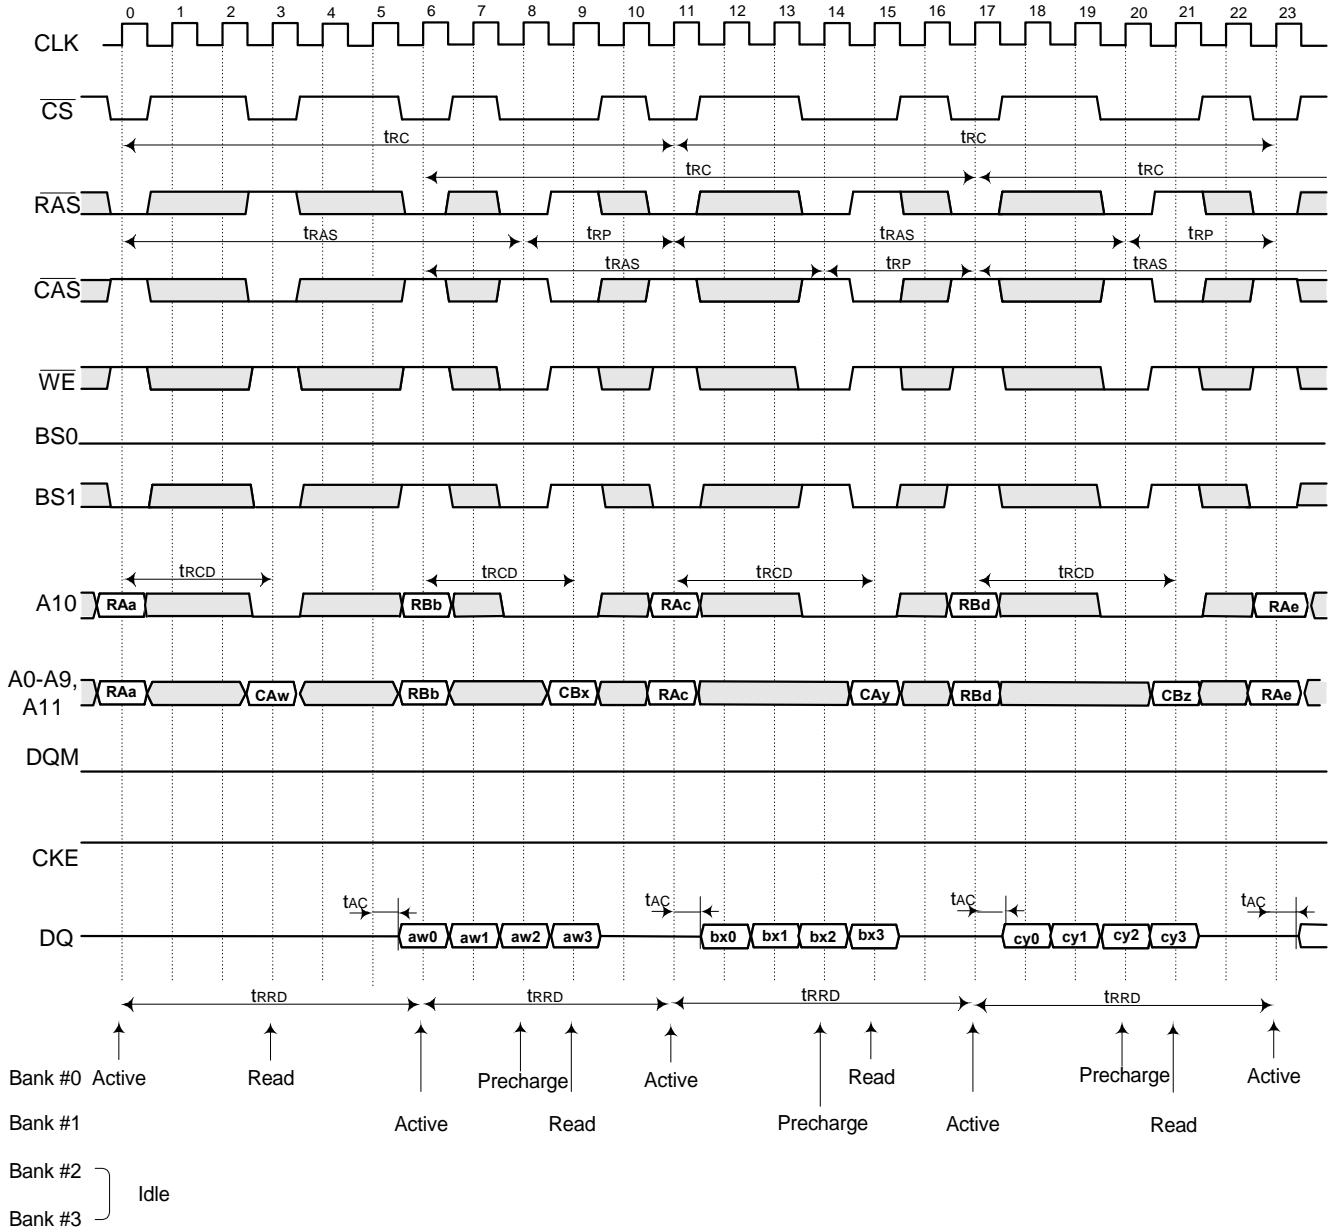 0 1 2 3 4 5 6 7 8 9 10 11 12 13 14 15 16 17 18 19 20 21 22 23
CLK
CS
tRC tRC
tRC tRC
RAS
tRAS tRP tRAS tRP
tRAS tRP tRAS
CAS
WE
BS0
BS1
tRCD tRCD tRCD tRCD
A10 RAa RBb RAc RBd RAe
A0-A9,
A11 RAa CAw RBb CBx RAc CAy RBd CBz RAe
DQM
CKE
tAC tAC tAC tAC
DQ aw0 aw1 aw2 aw3 bx0 bx1 bx2 bx3 cy0 cy1 cy2 cy3
tRRD tRRD tRRD tRRD
Bank #0 Active Read Precharge Active Read Precharge Active
Bank #1 Active Read Precharge Active Read
Bank #2
Idle
Bank #3